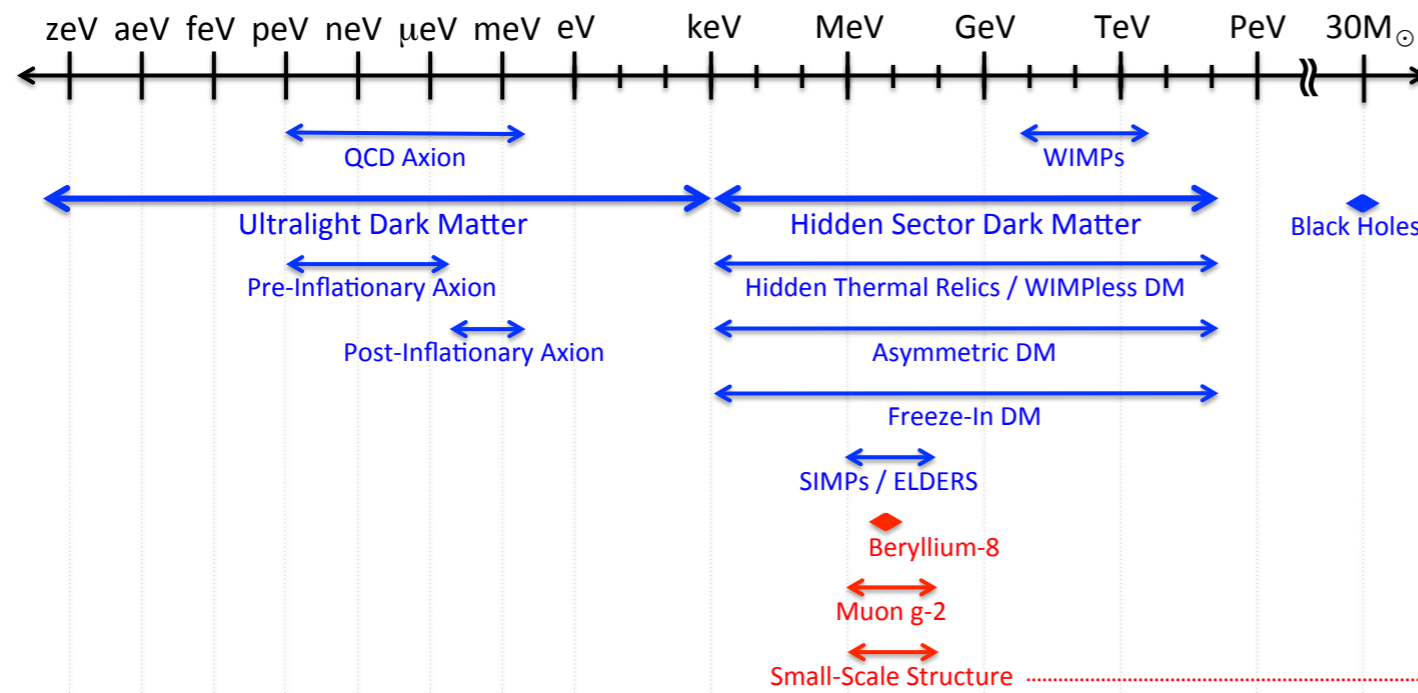 zeV aeV feV peV neV μeV meV eV keV MeV GeV TeV PeV 30M☉
QCD Axion WIMPs
Ultralight Dark Matter Hidden Sector Dark Matter Black Holes
Pre-Inflationary Axion Hidden Thermal Relics / WIMPless DM
Post-Inflationary Axion Asymmetric DM
Freeze-In DM
SIMPs / ELDERS
Beryllium-8
Muon g-2
Small-Scale Structure